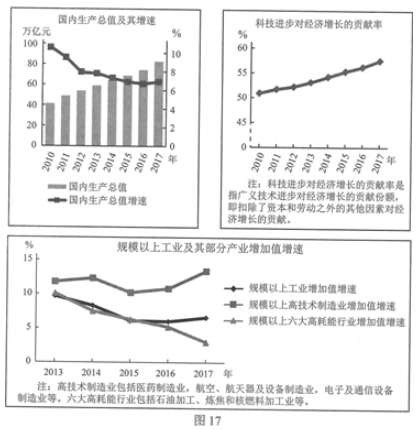 国内生产总值及其增速
万亿元
%
100
80
60
40
20
0
10
8
6
4
2
0
2010
2011
2012
2013
2014
2015
2016
2017
年
国内生产总值
国内生产总值增速
科技进步对经济增长的贡献率
%
60
55
50
45
0
2010
2011
2012
2013
2014
2015
2016
2017
年
注：科技进步对经济增长的贡献率是
指广义技术进步对经济增长的贡献份额，
即扣除了资本和劳动之外的其他因素对经
济增长的贡献。
规模以上工业及其部分产业增加值增速
%
15
10
5
0
2013
2014
2015
2016
2017
年
规模以上工业增加值增速
规模以上高技术制造业增加值增速
规模以上六大高耗能行业增加值增速
注：高技术制造业包括医药制造业，航空、航天器及设备制造业，电子及通信设备
制造业等。六大高耗能行业包括石油加工、炼焦和核燃料加工业等。
图 17